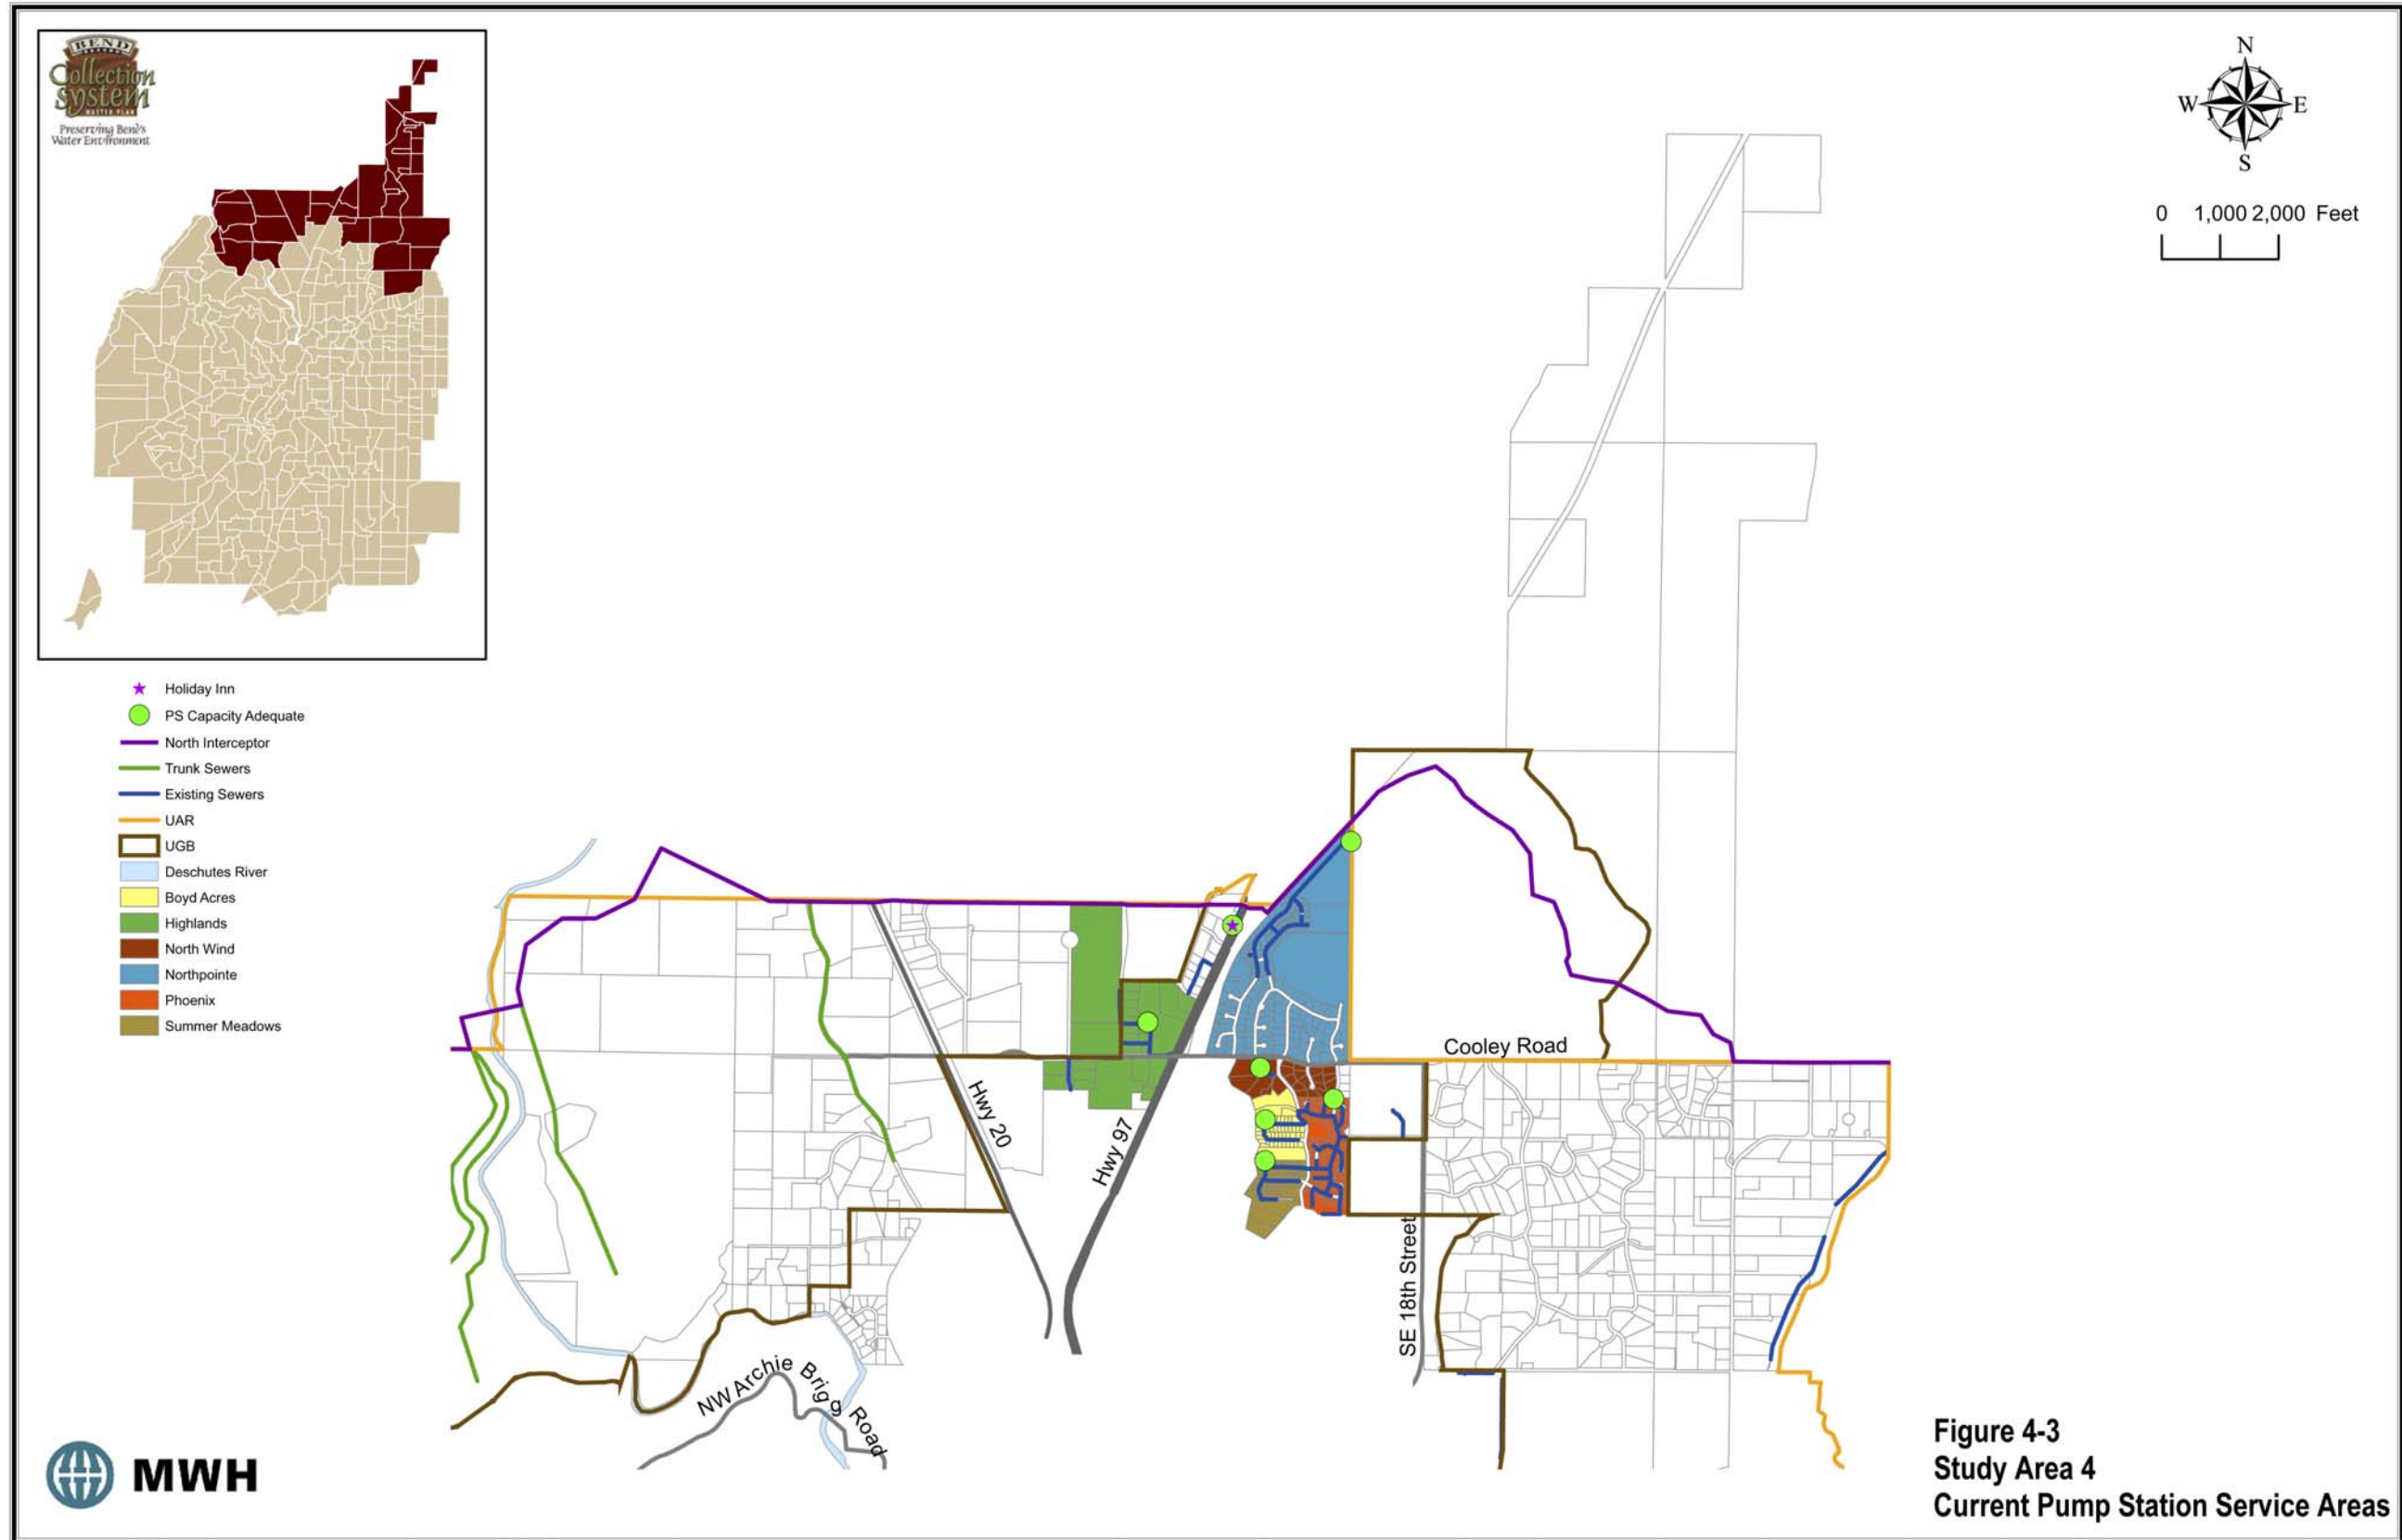 BEND
Collection
System
MASTER PLAN
Preserving Bend's
Water Environment
N
W
E
S
0 1,000 2,000 Feet
Holiday Inn
PS Capacity Adequate
North Interceptor
Trunk Sewers
Existing Sewers
UAR
UGB
Deschutes River
Boyd Acres
Highlands
North Wind
Northpointe
Phoenix
Summer Meadows
Cooley Road
Hwy 20
Hwy 97
SE 18th Street
NW Archie Brigg Road
MWH
Figure 4-3
Study Area 4
Current Pump Station Service Areas